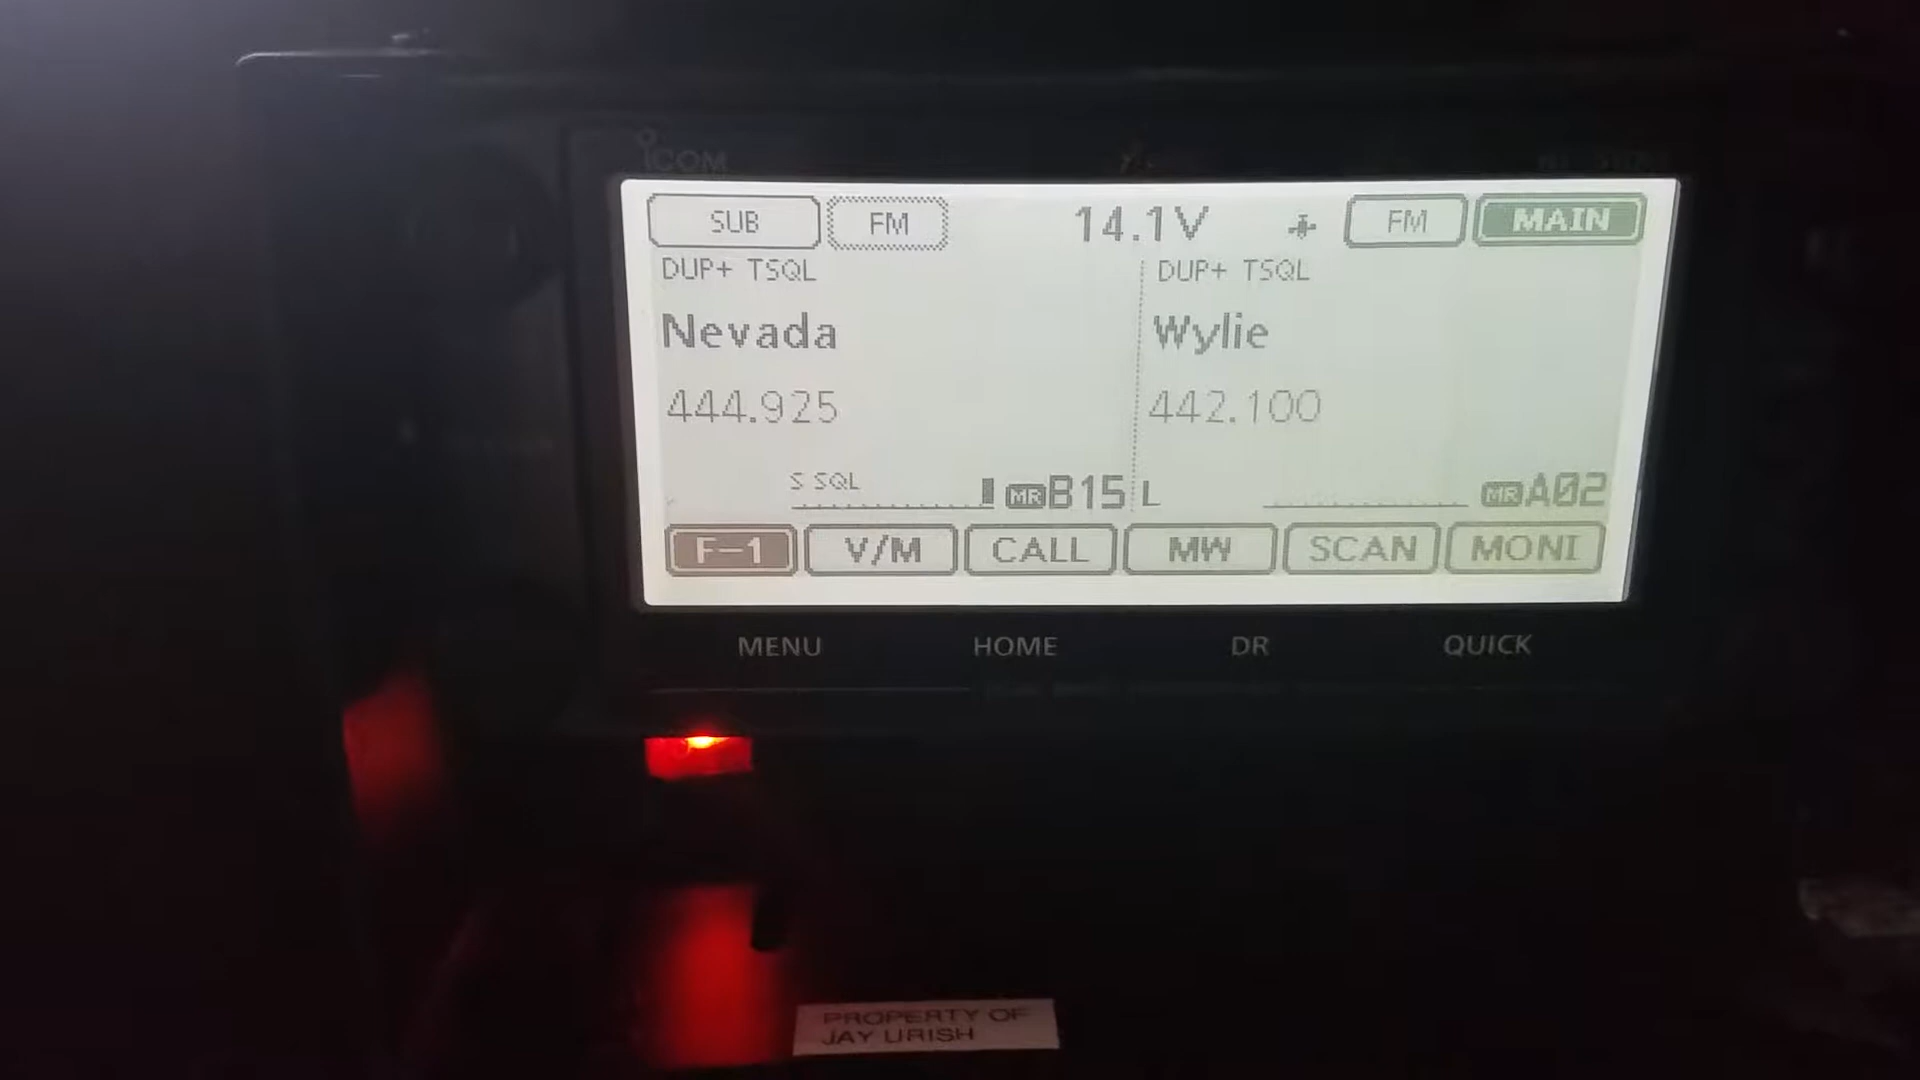 ICOM
SUB FM 14.1V FM MAIN
DUP+ TSQL DUP+ TSQL
Nevada Wylie
444.925 442.100
S SQL MR B15 L MR A02
F-1 V/M CALL MW SCAN MONI
MENU HOME DR QUICK
PROPERTY OF
JAY URISH